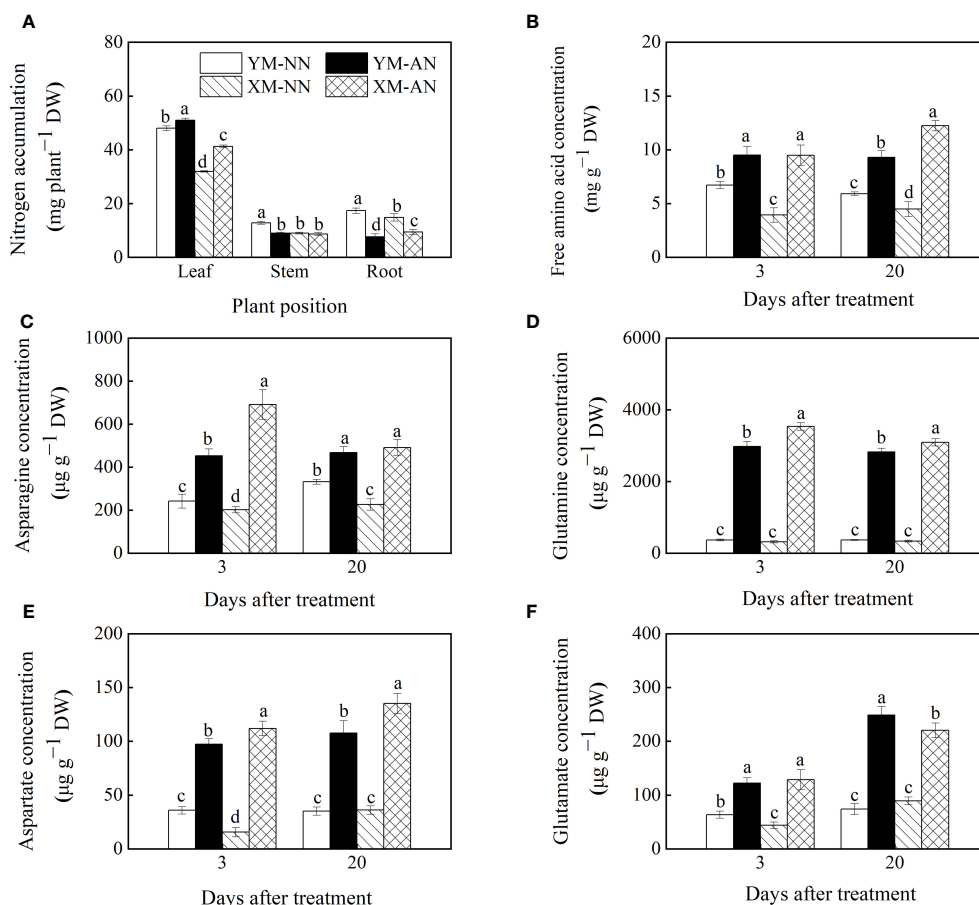 A
Nitrogen accumulation
(mg plant⁻¹ DW)
80
60
40
20
0
YM-NN YM-AN
XM-NN XM-AN
b a d c
a b b b
a d b c
Leaf Stem Root
Plant position
B
Free amino acid concentration
(mg g⁻¹ DW)
20
15
10
5
0
b a c a
c b d a
3 20
Days after treatment
C
Asparagine concentration
(µg g⁻¹ DW)
1000
800
600
400
200
0
c b d a
b a c a
3 20
Days after treatment
D
Glutamine concentration
(µg g⁻¹ DW)
6000
4000
2000
0
c b c a
c b c a
3 20
Days after treatment
E
Aspartate concentration
(µg g⁻¹ DW)
200
150
100
50
0
c b d a
c b c a
3 20
Days after treatment
F
Glutamate concentration
(µg g⁻¹ DW)
400
300
200
100
0
b a c a
c a c b
3 20
Days after treatment